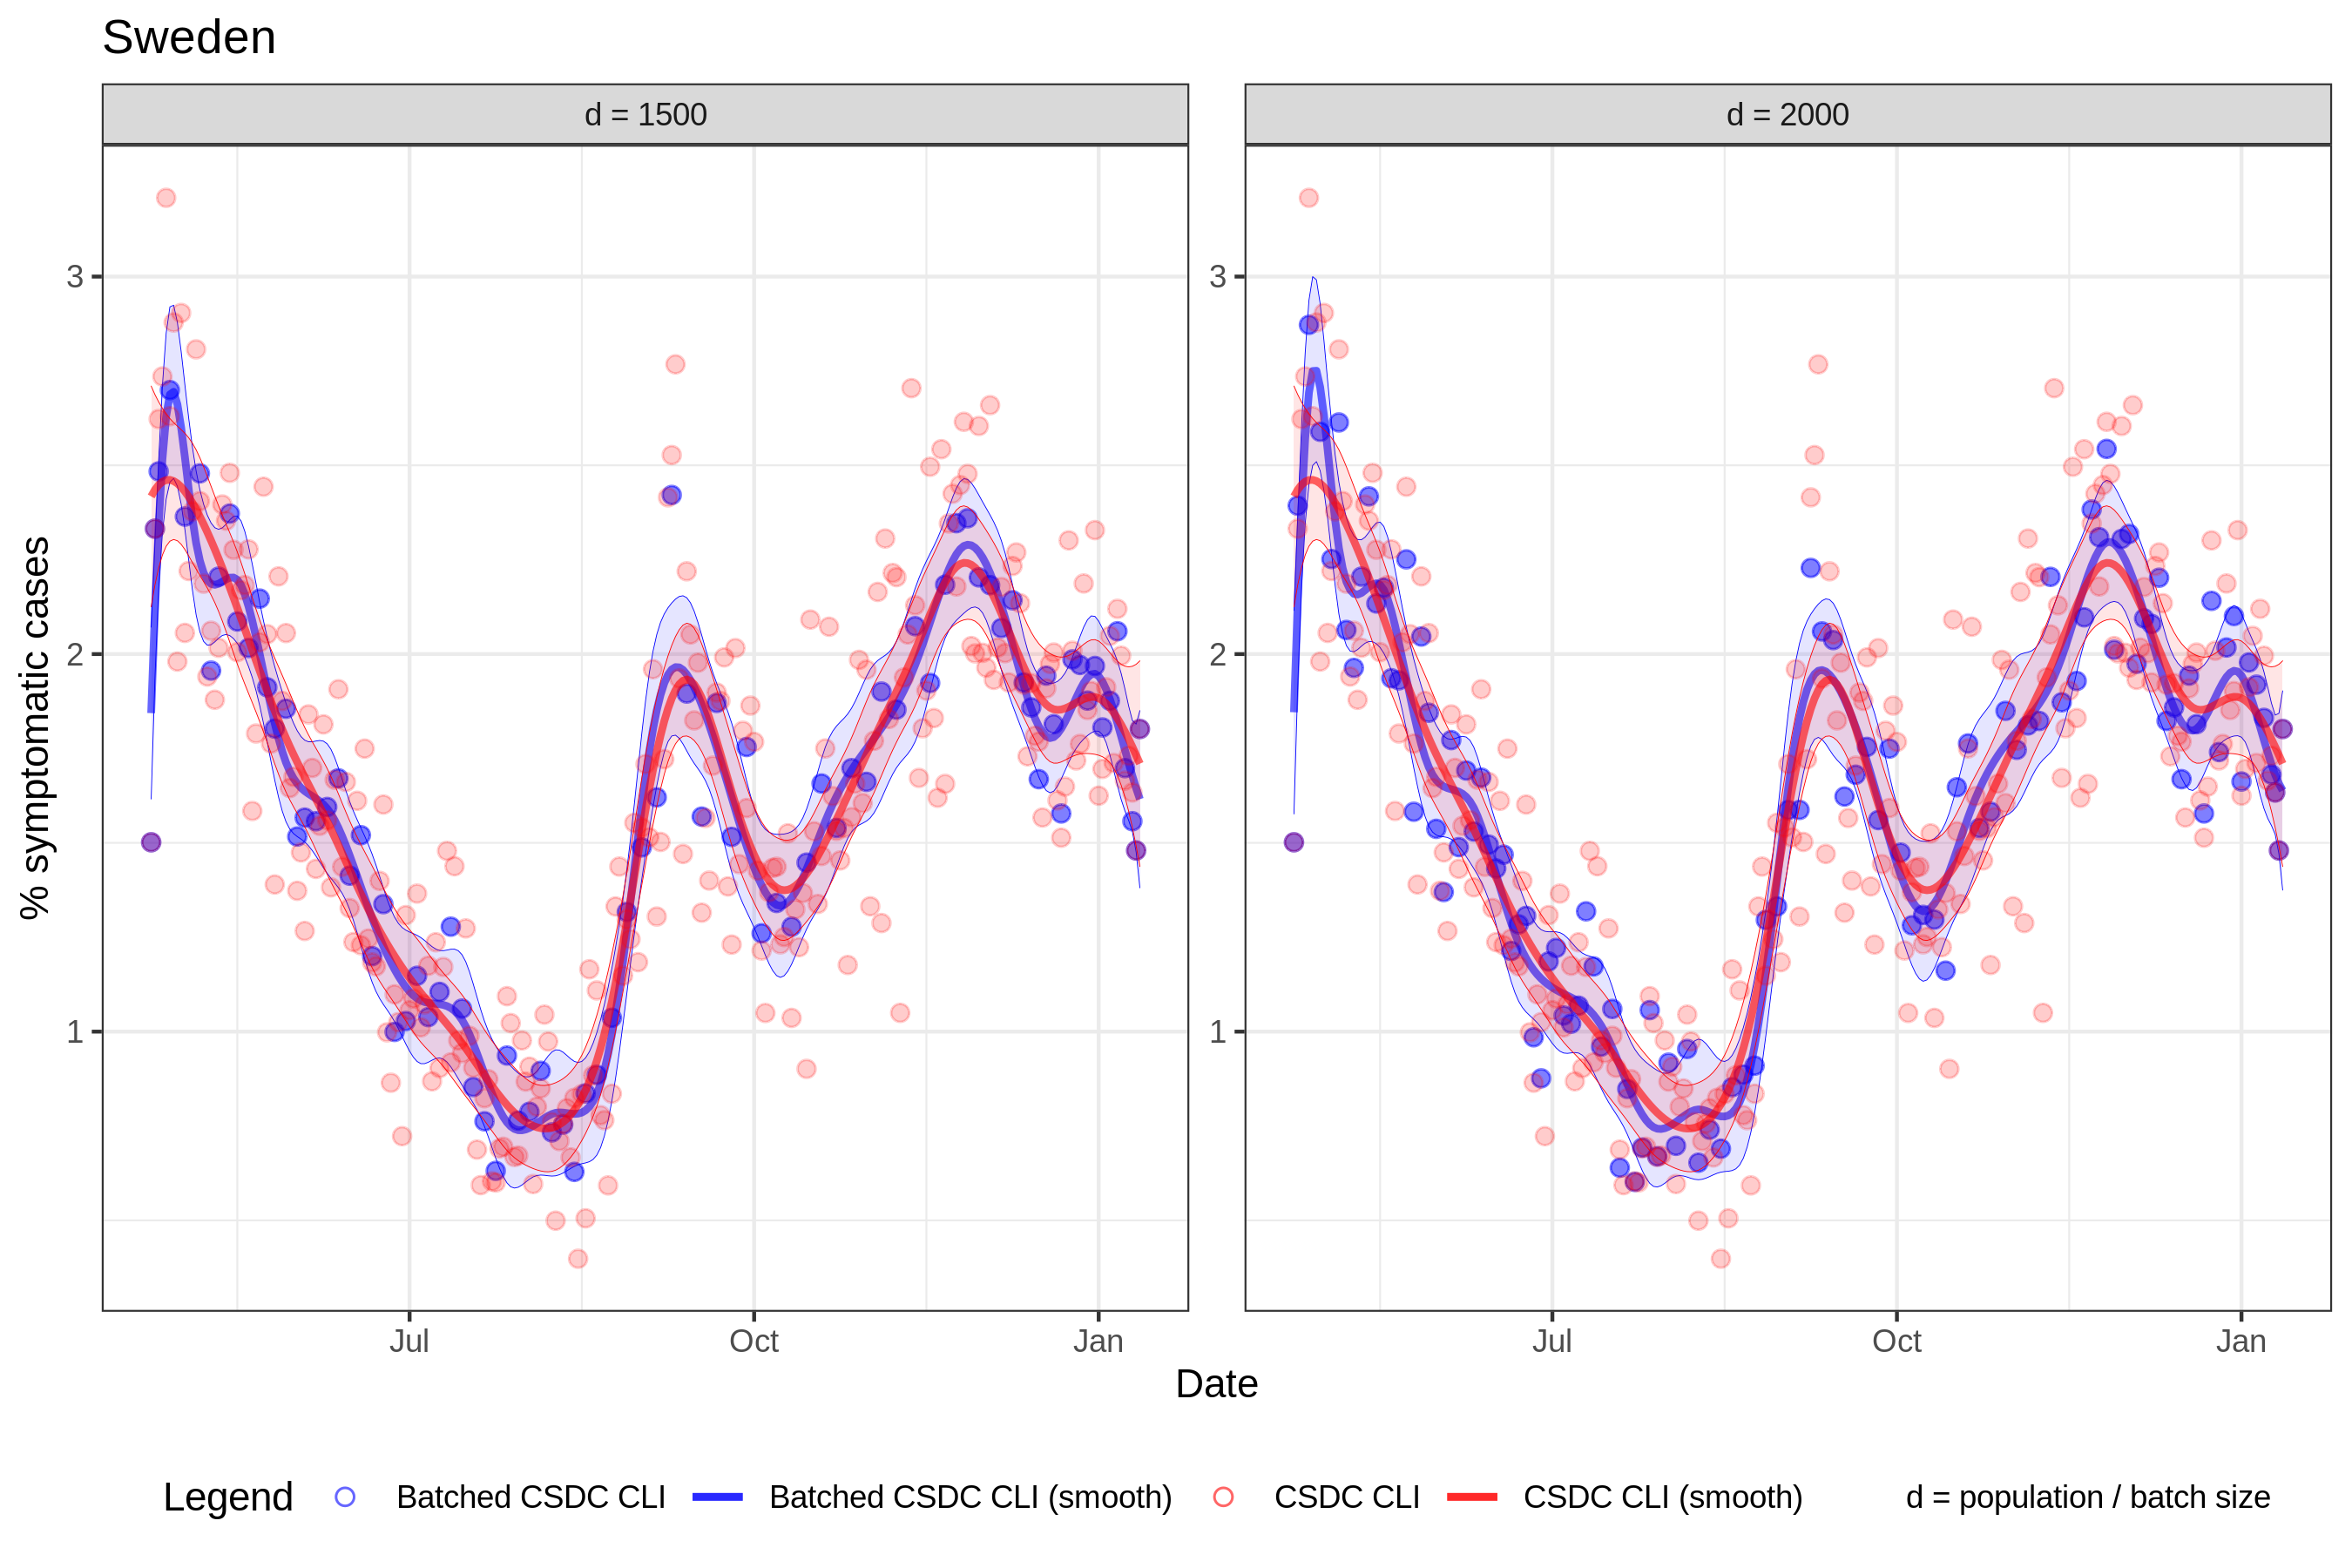 Sweden
d = 1500
d = 2000
% symptomatic cases
3
2
1
3
2
1
Jul
Oct
Jan
Jul
Oct
Jan
Date
Legend
Batched CSDC CLI
Batched CSDC CLI (smooth)
CSDC CLI
CSDC CLI (smooth)
d = population / batch size